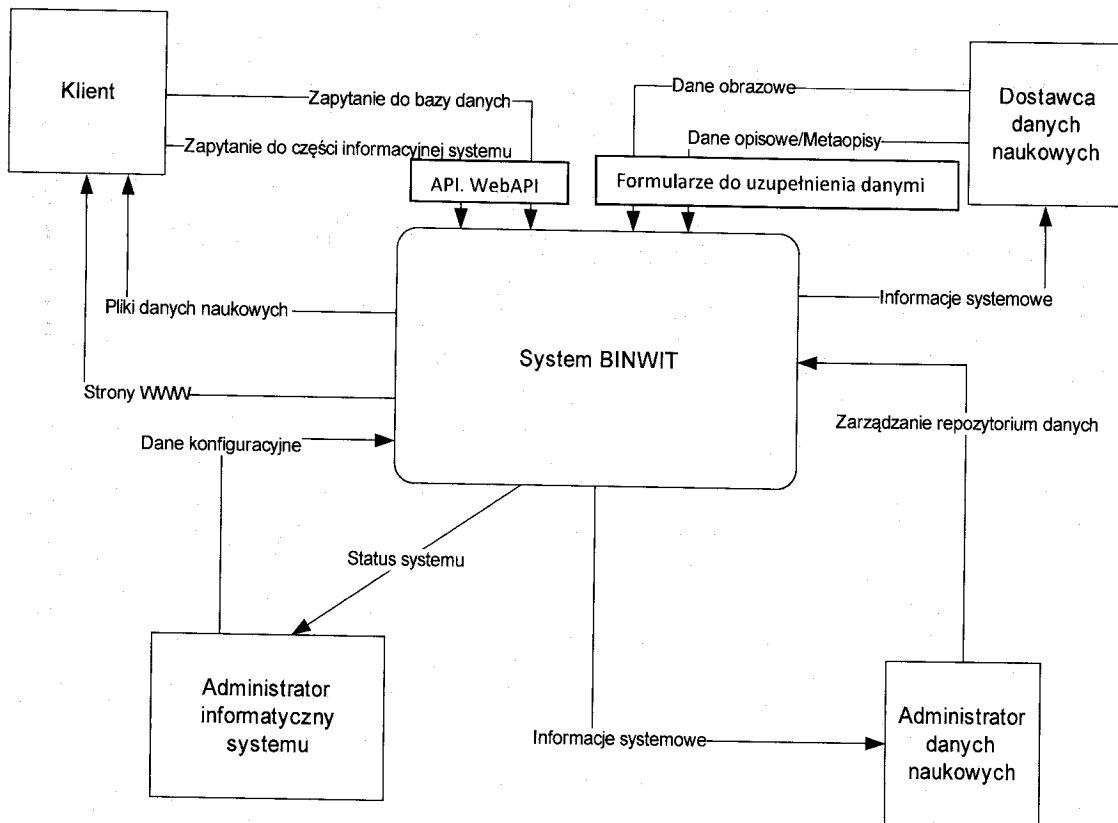 Klient
Zapytanie do bazy danych
Zapytanie do części informacyjnej systemu
API. WebAPI
Dane obrazowe
Dane opisowe/Metaopisy
Formularze do uzupełnienia danymi
Dostawca
danych
naukowych
Pliki danych naukowych
Informacje systemowe
System BINWIT
Strony WWW
Dane konfiguracyjne
Zarządzanie repozytorium danych
Status systemu
Administrator
informatyczny
systemu
Informacje systemowe
Administrator
danych
naukowych